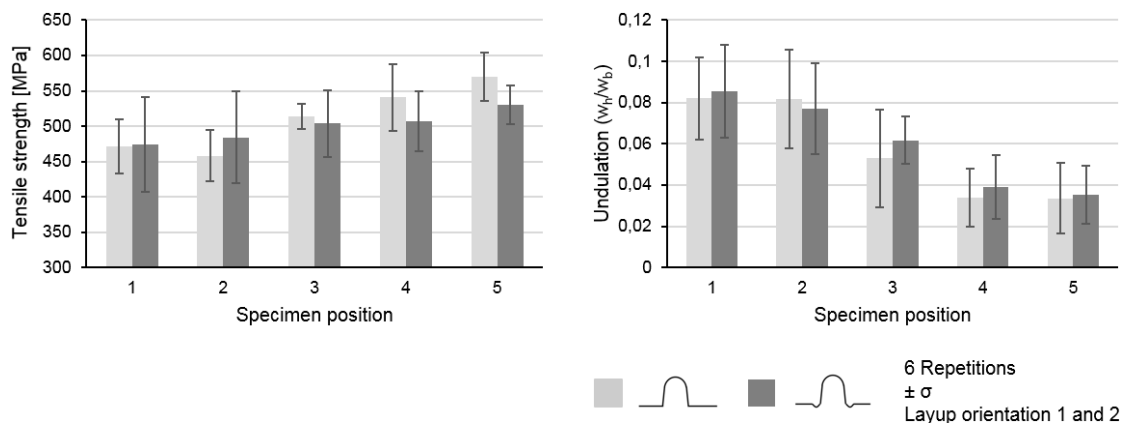 Tensile strength [MPa]
650
600
550
500
450
400
350
300
1 2 3 4 5
Specimen position
Undulation (wh/wb)
0,12
0,1
0,08
0,06
0,04
0,02
0
1 2 3 4 5
Specimen position
6 Repetitions
± σ
Layup orientation 1 and 2